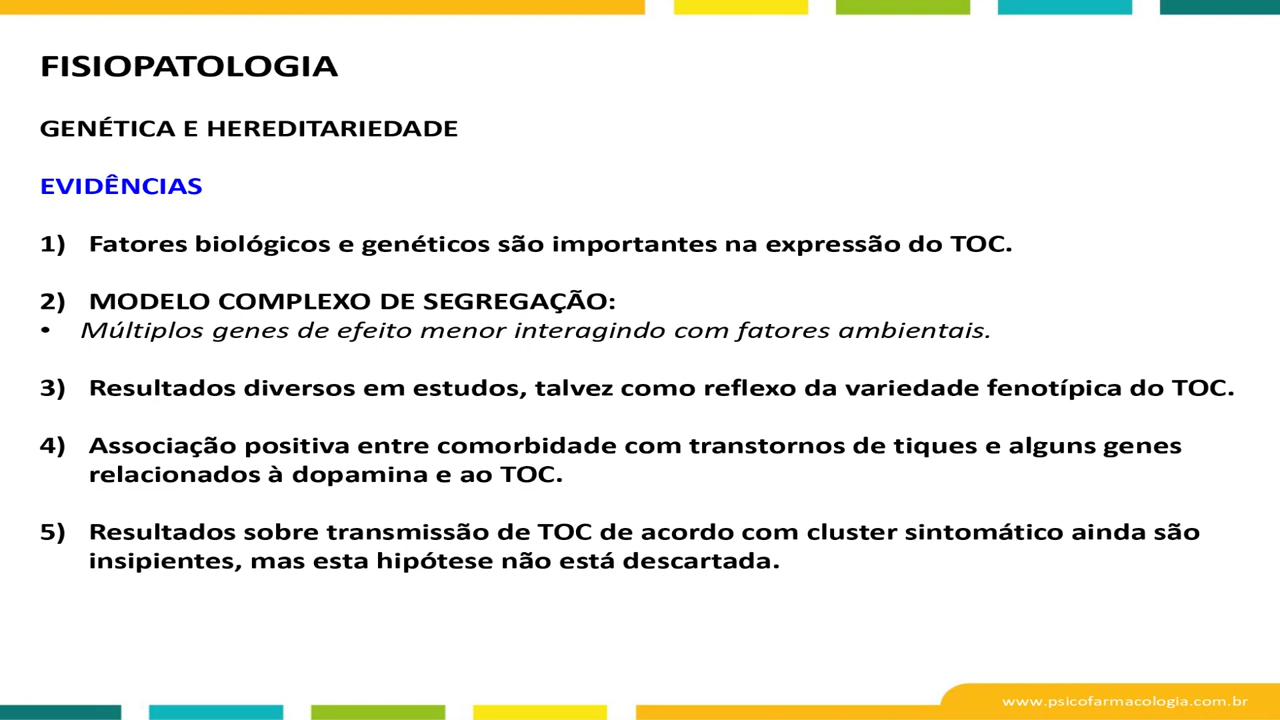 FISIOPATOLOGIA
GENÉTICA E HEREDITARIEDADE
EVIDÊNCIAS
1) Fatores biológicos e genéticos são importantes na expressão do TOC.
2) MODELO COMPLEXO DE SEGREGAÇÃO:
• Múltiplos genes de efeito menor interagindo com fatores ambientais.
3) Resultados diversos em estudos, talvez como reflexo da variedade fenotípica do TOC.
4) Associação positiva entre comorbidade com transtornos de tiques e alguns genes
relacionados à dopamina e ao TOC.
5) Resultados sobre transmissão de TOC de acordo com cluster sintomático ainda são
insipientes, mas esta hipótese não está descartada.
www.psicofarmacologia.com.br